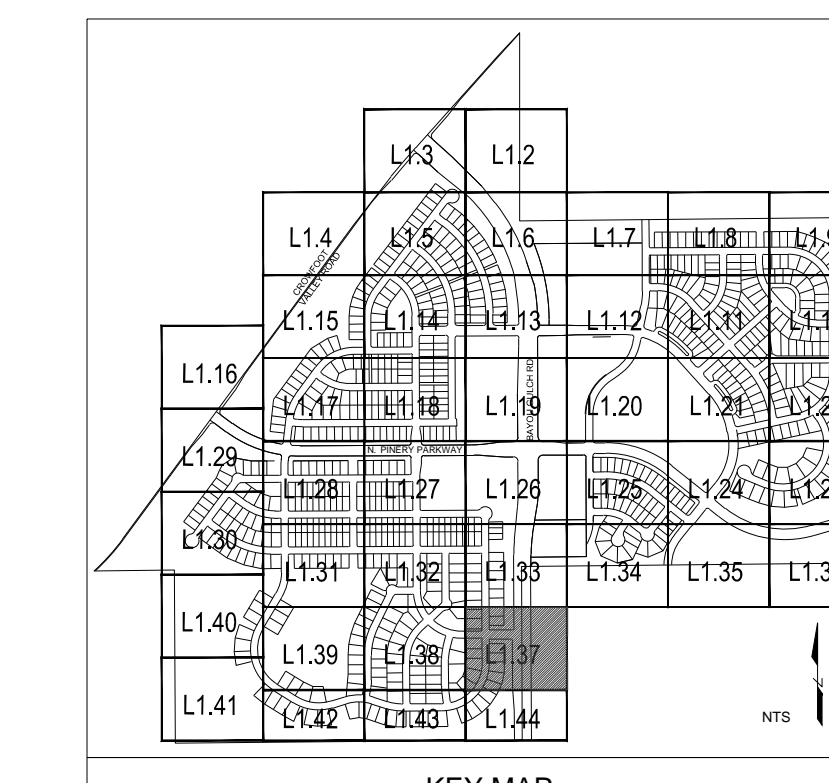 L1.3 L1.2
L1.4 L1.5 L1.6 L1.7 L1.8
CROWFOOT
VALLEY ROAD
L1.15 L1.14 L1.13 L1.12 L1.11
L1.16
L1.17 L1.18 L1.19 L1.20 L1.21
BAYOU GULCH RD
N. PINERY PARKWAY
L1.29
L1.28 L1.27 L1.26 L1.25 L1.24
L1.30
L1.31 L1.32 L1.33 L1.34 L1.35
L1.40
L1.39 L1.38 L1.37
L1.41
L1.42 L1.43 L1.44
NTS
KEY MAP